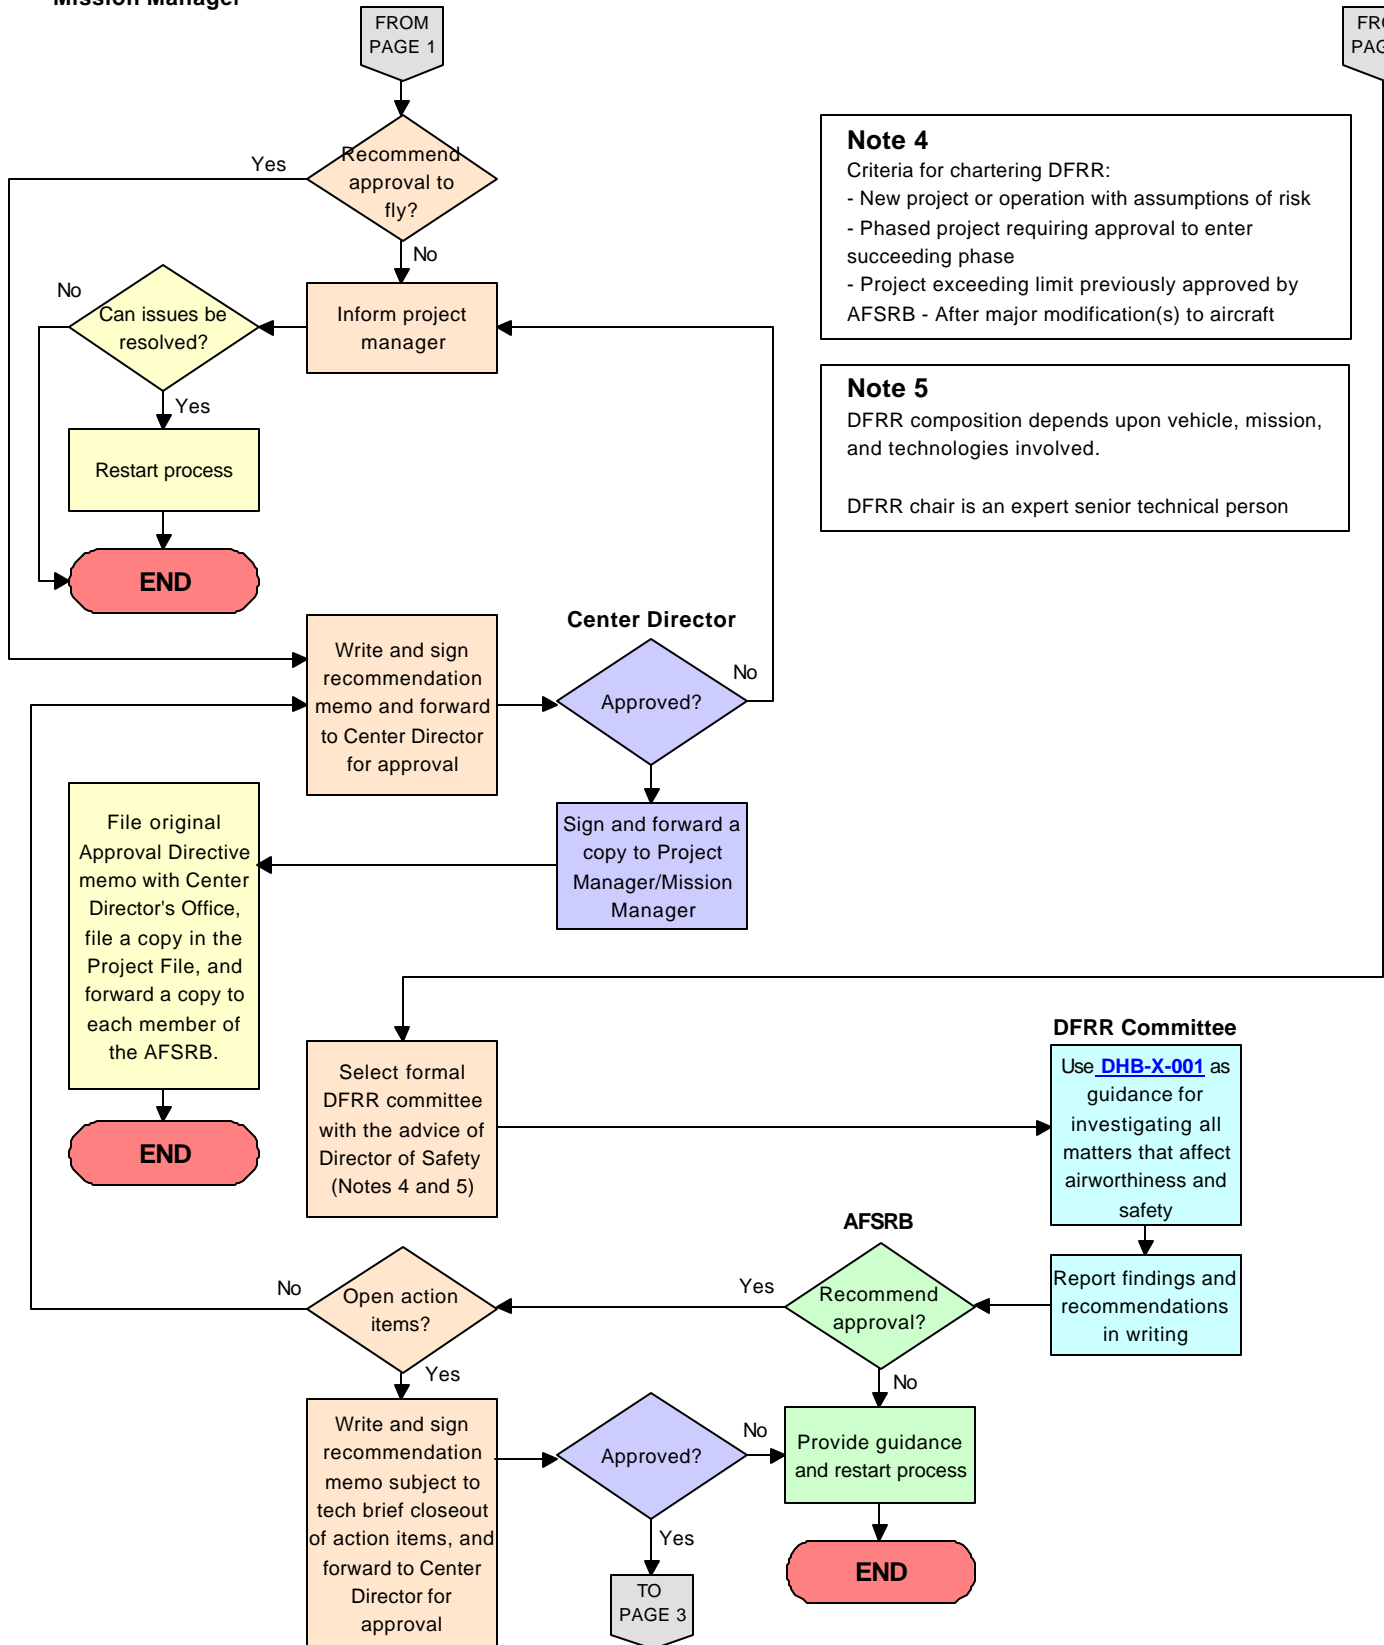 Mission Manager
FROM
PAGE 1
FRO
PAG
Recommend
approval to
fly?
Yes
No
Note 4
Criteria for chartering DFRR:
- New project or operation with assumptions of risk
- Phased project requiring approval to enter
succeeding phase
- Project exceeding limit previously approved by
AFSRB - After major modification(s) to aircraft
Inform project
manager
Can issues be
resolved?
No
Yes
Restart process
END
Note 5
DFRR composition depends upon vehicle, mission,
and technologies involved.
DFRR chair is an expert senior technical person
Write and sign
recommendation
memo and forward
to Center Director
for approval
Center Director
Approved?
No
Sign and forward a
copy to Project
Manager/Mission
Manager
File original
Approval Directive
memo with Center
Director's Office,
file a copy in the
Project File, and
forward a copy to
each member of
the AFSRB.
END
Select formal
DFRR committee
with the advice of
Director of Safety
(Notes 4 and 5)
DFRR Committee
Use DHB-X-001 as
guidance for
investigating all
matters that affect
airworthiness and
safety
Report findings and
recommendations
in writing
AFSRB
Recommend
approval?
Yes
No
Open action
items?
No
Yes
Write and sign
recommendation
memo subject to
tech brief closeout
of action items, and
forward to Center
Director for
approval
Approved?
No
Yes
Provide guidance
and restart process
END
TO
PAGE 3